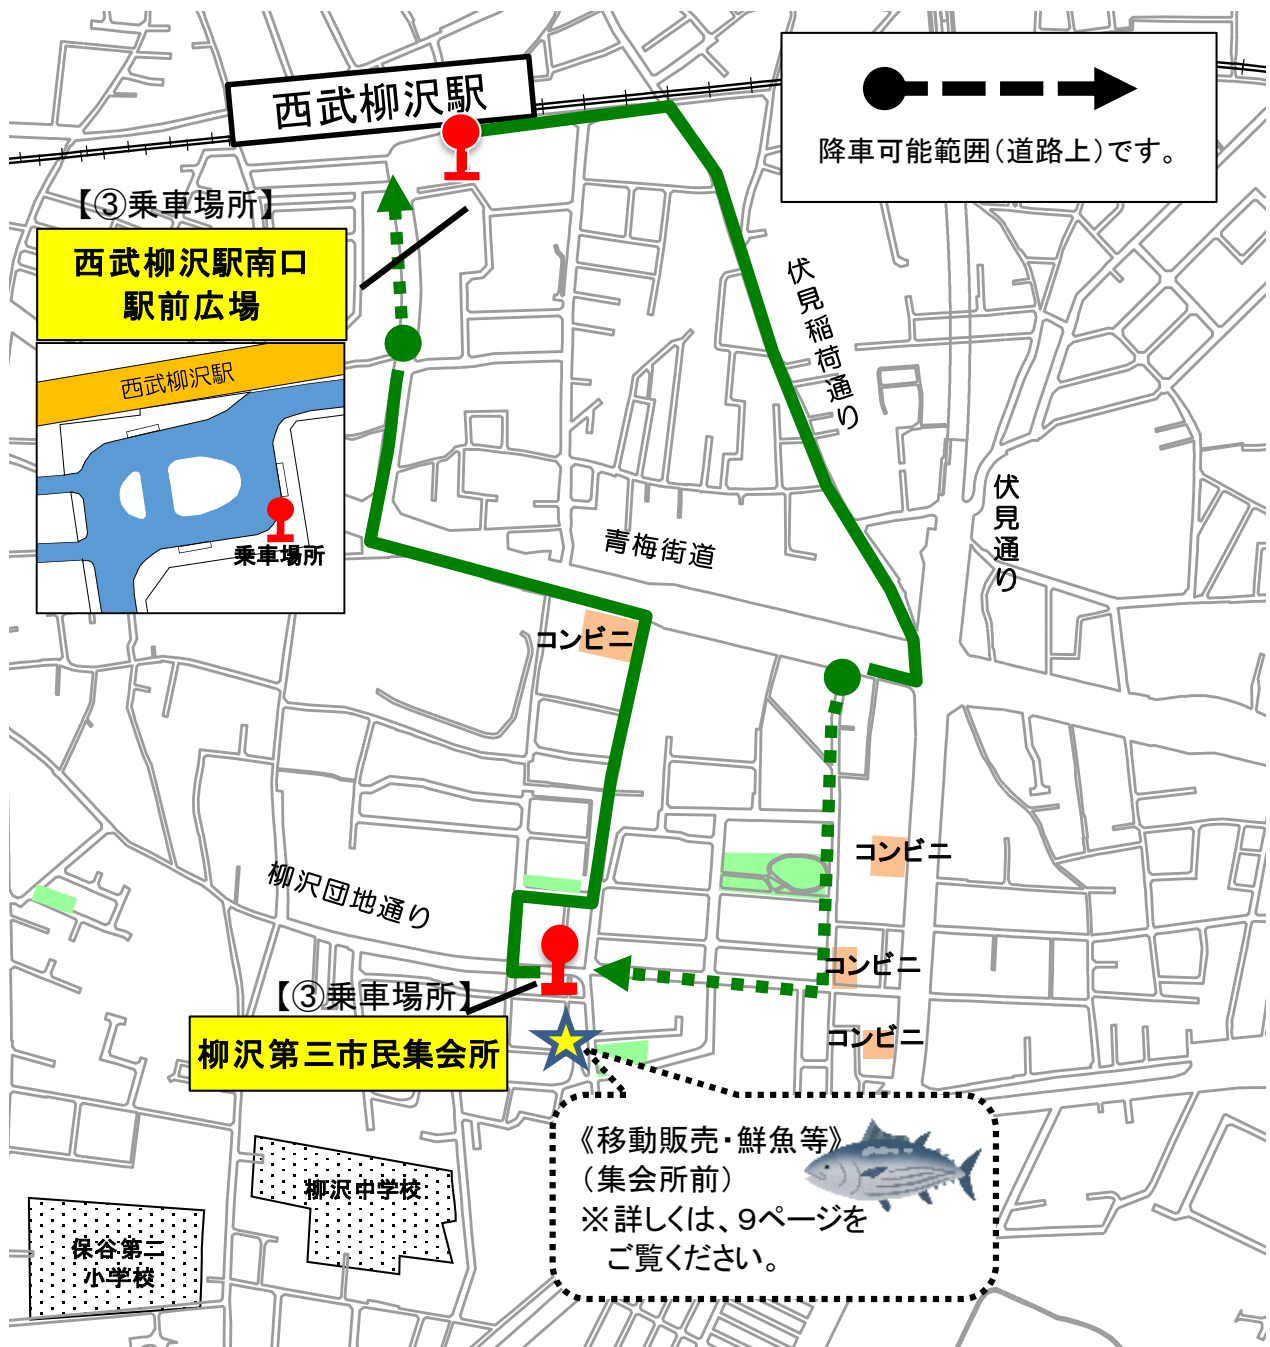 西武柳沢駅
降車可能範囲(道路上)です。
【③乗車場所】
西武柳沢駅南口
駅前広場
西武柳沢駅
乗車場所
伏見稲荷通り
伏見通り
青梅街道
コンビニ
コンビニ
柳沢団地通り
コンビニ
【③乗車場所】
柳沢第三市民集会所
コンビニ
《移動販売・鮮魚等》
(集会所前)
※詳しくは、9ページを
ご覧ください。
柳沢中学校
保谷第二
小学校